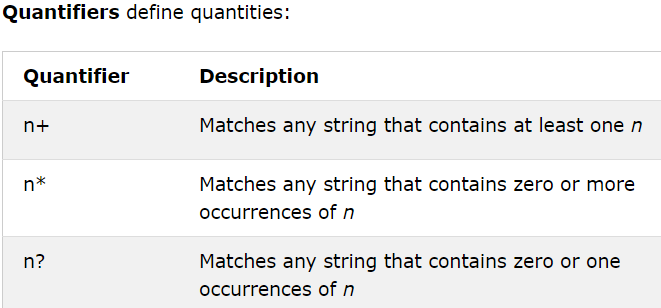 Quantifiers define quantities:
Quantifier Description
n+ Matches any string that contains at least one n
n* Matches any string that contains zero or more
occurrences of n
n? Matches any string that contains zero or one
occurrences of n